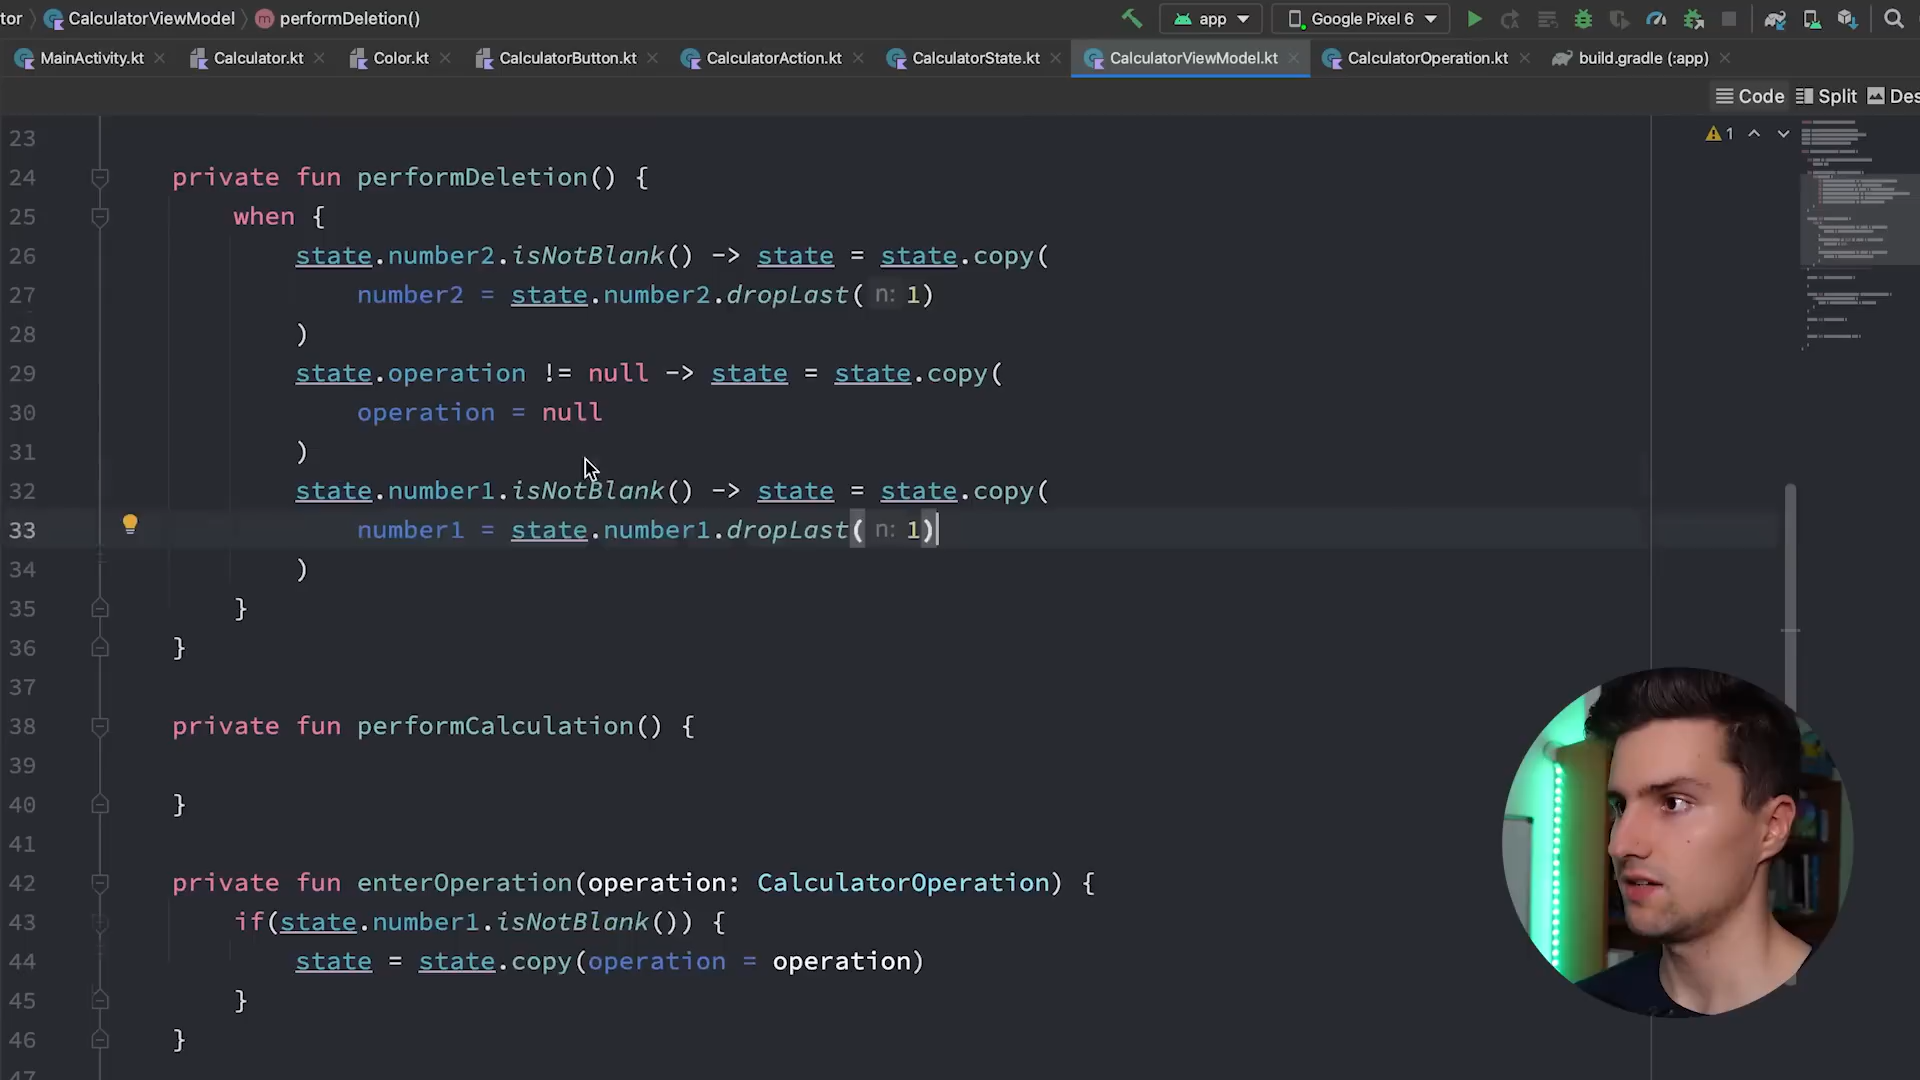 tor CalculatorViewModel m performDeletion() app Google Pixel 6
MainActivity.kt Calculator.kt Color.kt CalculatorButton.kt CalculatorAction.kt CalculatorState.kt CalculatorViewModel.kt CalculatorOperation.kt build.gradle (:app)
Code Split Des
1
23
24 private fun performDeletion() {
25 when {
26 state.number2.isNotBlank() -> state = state.copy(
27 number2 = state.number2.dropLast( n: 1)
28 )
29 state.operation != null -> state = state.copy(
30 operation = null
31 )
32 state.number1.isNotBlank() -> state = state.copy(
33 number1 = state.number1.dropLast( n: 1)
34 )
35 }
36 }
37
38 private fun performCalculation() {
39
40 }
41
42 private fun enterOperation(operation: CalculatorOperation) {
43 if(state.number1.isNotBlank()) {
44 state = state.copy(operation = operation)
45 }
46 }
47